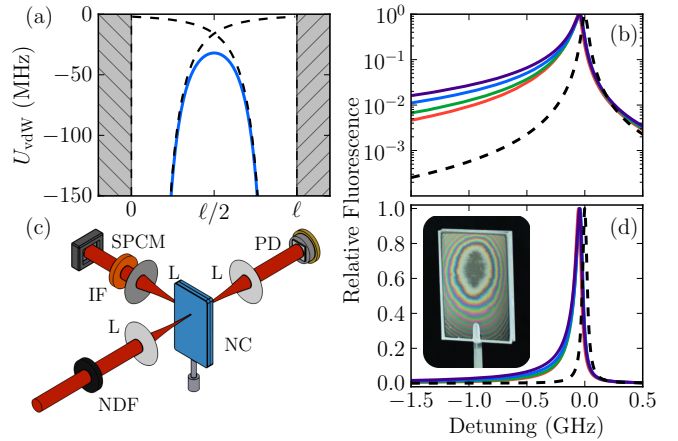 (a)
U_vdW (MHz)
0
−50
−100
−150
0
ℓ/2
ℓ
(b)
10⁰
10⁻¹
10⁻²
10⁻³
Relative Fluorescence
(c)
SPCM
PD
L
L
IF
L
NC
NDF
(d)
1.0
0.8
0.6
0.4
0.2
0.0
−1.5
−1.0
−0.5
0.0
0.5
Detuning (GHz)